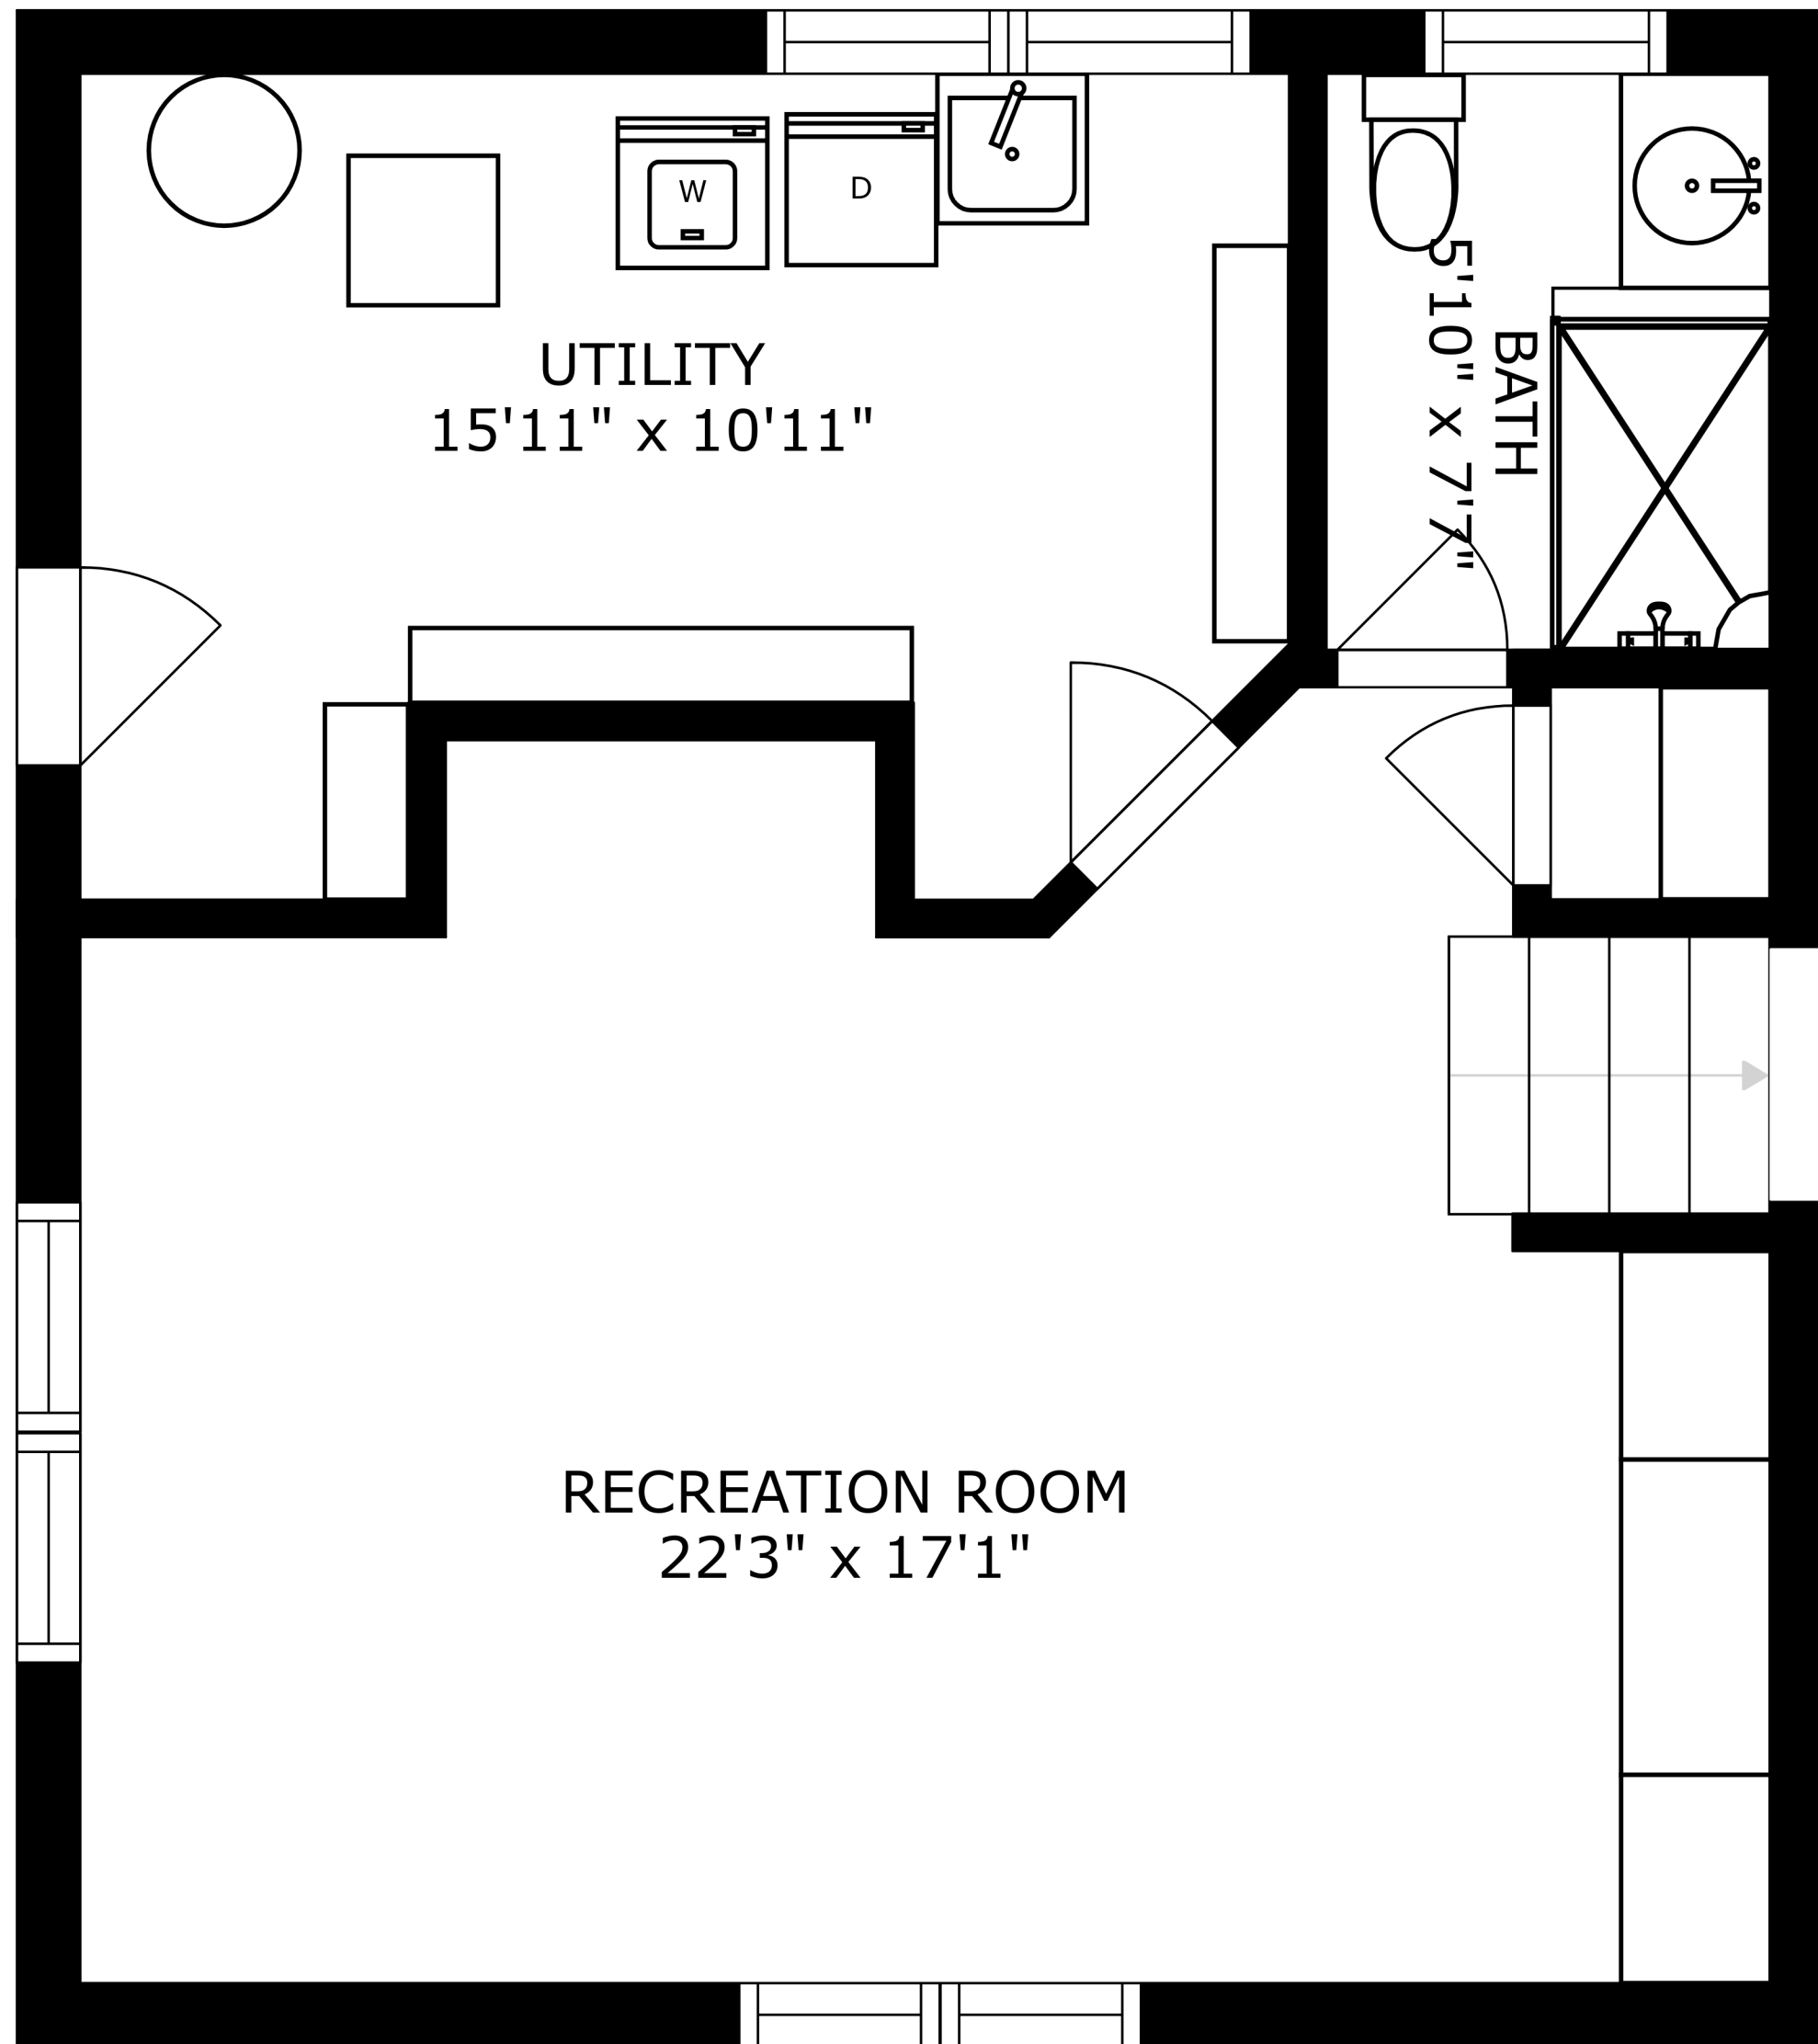 W
D
UTILITY
15'11" x 10'11"
BATH
5'10" x 7'7"
RECREATION ROOM
22'3" x 17'1"